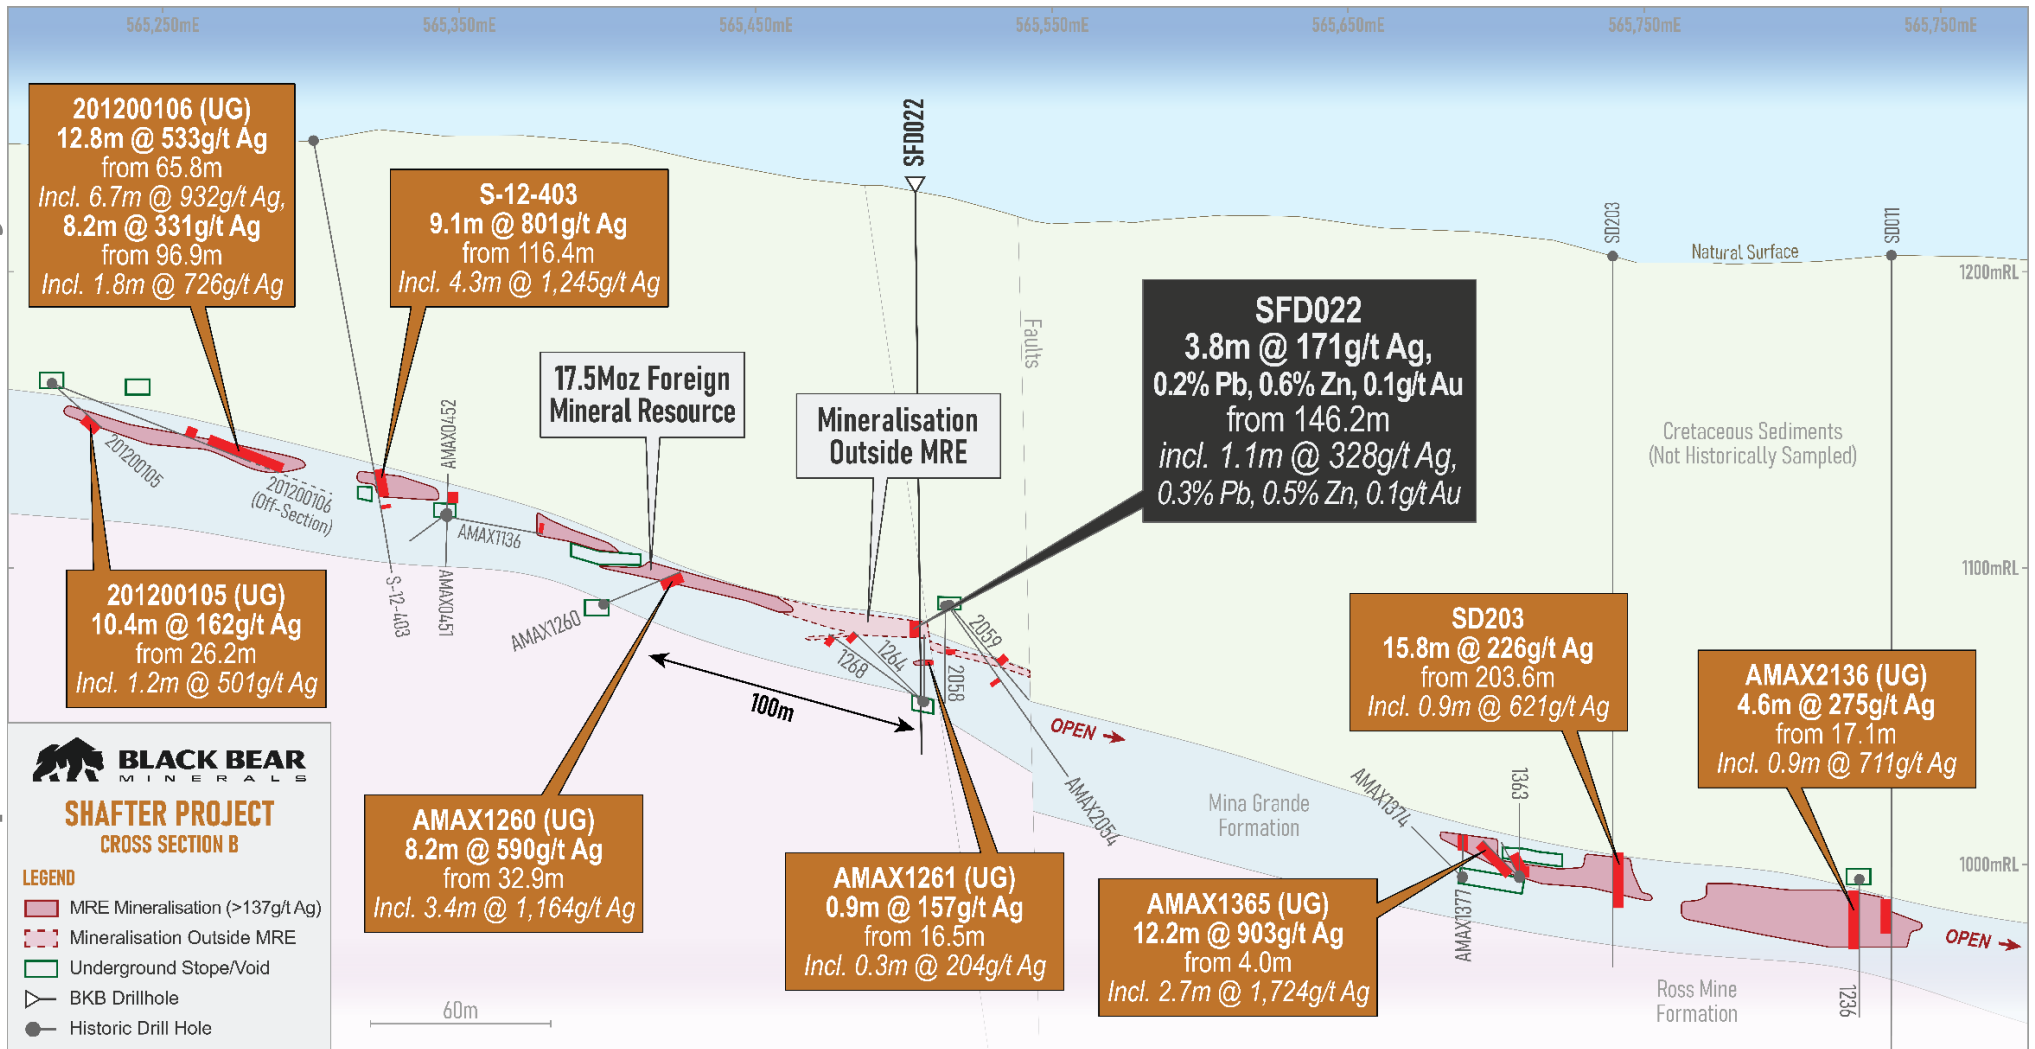 565,250mE
565,350mE
565,450mE
565,550mE
565,650mE
565,750mE
565,750mE
201200106 (UG)
12.8m @ 533g/t Ag
from 65.8m
Incl. 6.7m @ 932g/t Ag,
8.2m @ 331g/t Ag
from 96.9m
Incl. 1.8m @ 726g/t Ag
S-12-403
9.1m @ 801g/t Ag
from 116.4m
Incl. 4.3m @ 1,245g/t Ag
SFD022
SD203
SD011
Natural Surface
1200mRL
Faults
SFD022
3.8m @ 171g/t Ag,
0.2% Pb, 0.6% Zn, 0.1g/t Au
from 146.2m
incl. 1.1m @ 328g/t Ag,
0.3% Pb, 0.5% Zn, 0.1g/t Au
17.5Moz Foreign
Mineral Resource
Mineralisation
Outside MRE
Cretaceous Sediments
(Not Historically Sampled)
201200105
201200106
(Off-Section)
AMAX0452
AMAX1136
S-12-403
AMAX0451
AMAX1260
1100mRL
201200105 (UG)
10.4m @ 162g/t Ag
from 26.2m
Incl. 1.2m @ 501g/t Ag
1268
1264
2058
2059
100m
OPEN
AMAX2054
SD203
15.8m @ 226g/t Ag
from 203.6m
Incl. 0.9m @ 621g/t Ag
AMAX2136 (UG)
4.6m @ 275g/t Ag
from 17.1m
Incl. 0.9m @ 711g/t Ag
Mina Grande
Formation
AMAX1374
1363
AMAX1377
1000mRL
AMAX1260 (UG)
8.2m @ 590g/t Ag
from 32.9m
Incl. 3.4m @ 1,164g/t Ag
AMAX1261 (UG)
0.9m @ 157g/t Ag
from 16.5m
Incl. 0.3m @ 204g/t Ag
AMAX1365 (UG)
12.2m @ 903g/t Ag
from 4.0m
Incl. 2.7m @ 1,724g/t Ag
OPEN
1236
Ross Mine
Formation
BLACK BEAR
MINERALS
SHAFTER PROJECT
CROSS SECTION B
LEGEND
MRE Mineralisation (>137g/t Ag)
Mineralisation Outside MRE
Underground Stope/Void
BKB Drillhole
Historic Drill Hole
60m